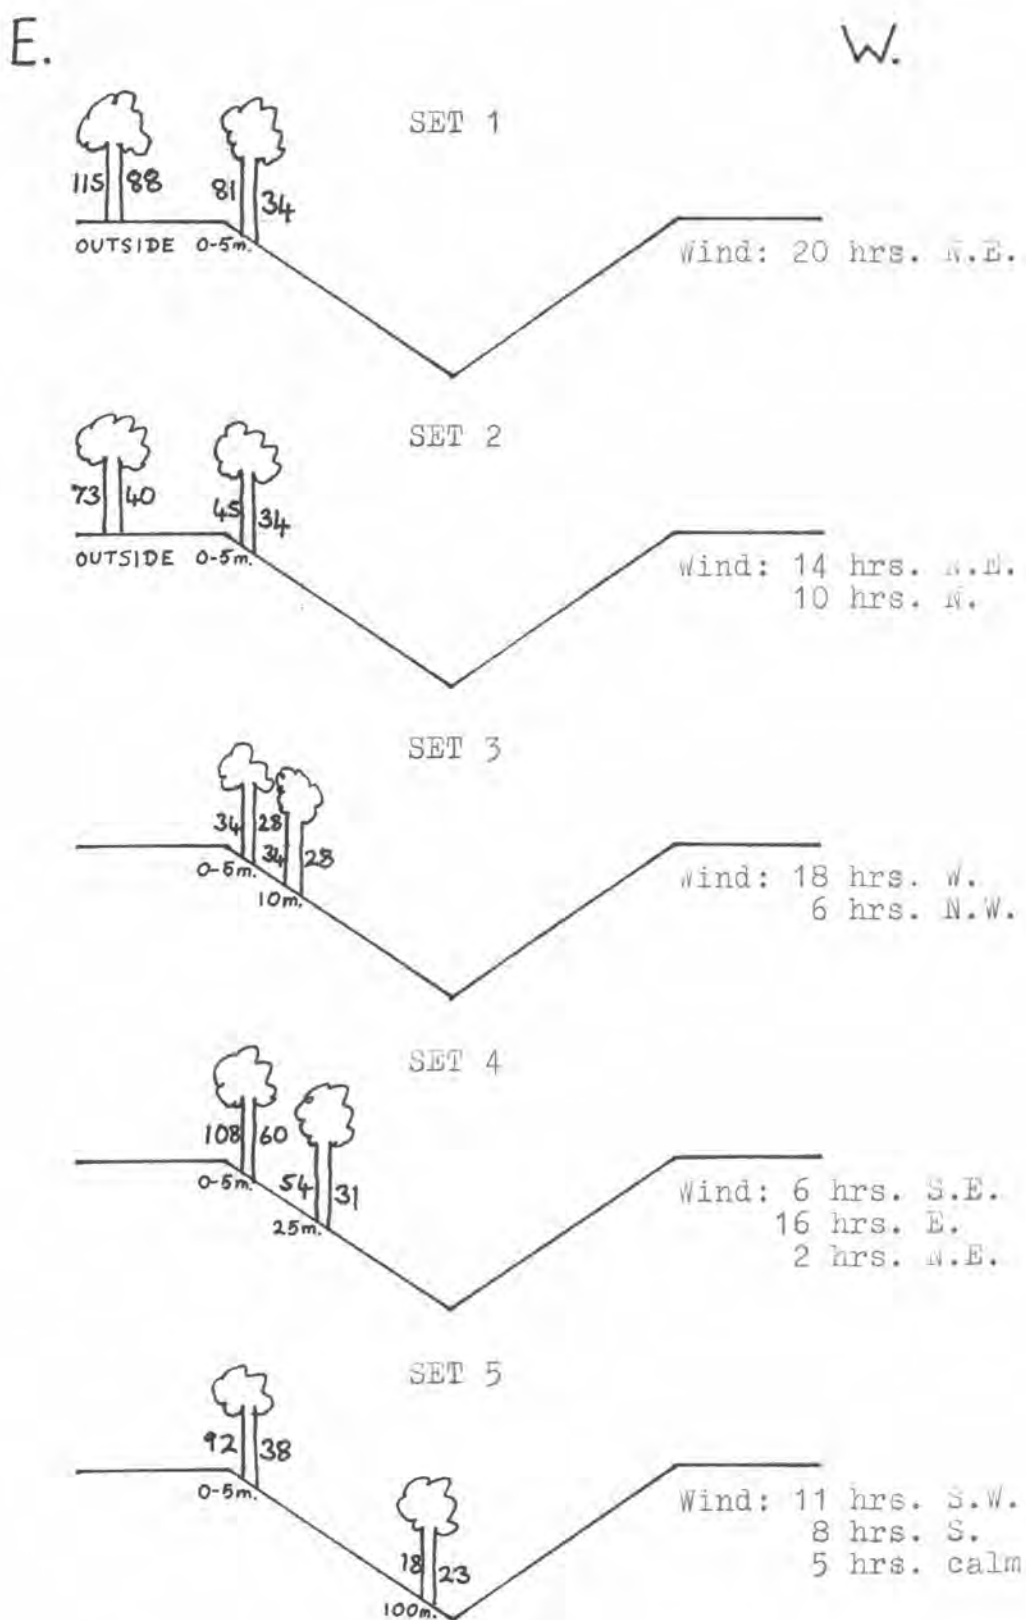 E. W.
SET 1
115 88 81 34
OUTSIDE 0-5m.
Wind: 20 hrs. N.E.
SET 2
73 40 45 34
OUTSIDE 0-5m.
Wind: 14 hrs. N.E.
10 hrs. N.
SET 3
34 28 34 28
0-5m.
10m.
Wind: 18 hrs. W.
6 hrs. N.W.
SET 4
108 60 54 31
0-5m.
25m.
Wind: 6 hrs. S.E.
16 hrs. E.
2 hrs. N.E.
SET 5
92 38
0-5m.
18 23
100m.
Wind: 11 hrs. S.W.
8 hrs. S.
5 hrs. calm